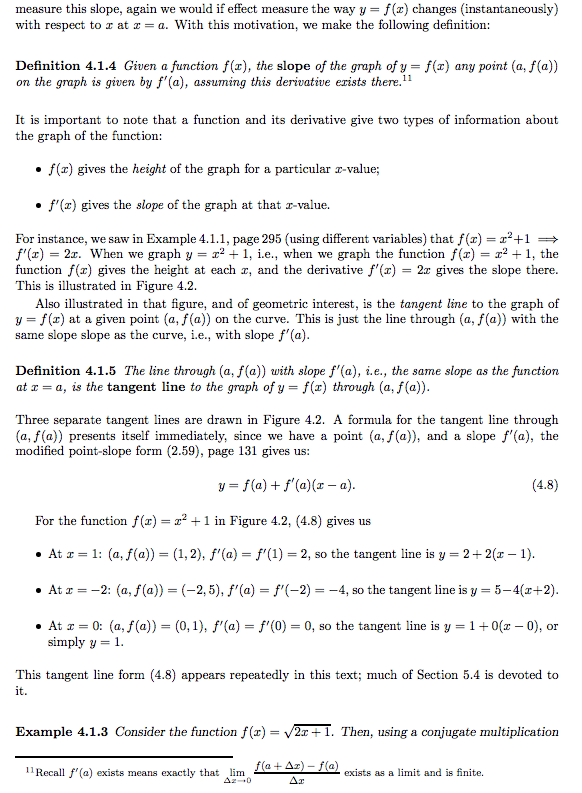 measure this slope, again we would if effect measure the way y = f(x) changes (instantaneously)
with respect to x at x = a. With this motivation, we make the following definition:
Definition 4.1.4 Given a function f(x), the slope of the graph of y = f(x) any point (a, f(a))
on the graph is given by f′(a), assuming this derivative exists there.¹¹
It is important to note that a function and its derivative give two types of information about
the graph of the function:
• f(x) gives the height of the graph for a particular x-value;
• f′(x) gives the slope of the graph at that x-value.
For instance, we saw in Example 4.1.1, page 295 (using different variables) that f(x) = x²+1 ⟹
f′(x) = 2x. When we graph y = x² + 1, i.e., when we graph the function f(x) = x² + 1, the
function f(x) gives the height at each x, and the derivative f′(x) = 2x gives the slope there.
This is illustrated in Figure 4.2.
Also illustrated in that figure, and of geometric interest, is the tangent line to the graph of
y = f(x) at a given point (a, f(a)) on the curve. This is just the line through (a, f(a)) with the
same slope slope as the curve, i.e., with slope f′(a).
Definition 4.1.5 The line through (a, f(a)) with slope f′(a), i.e., the same slope as the function
at x = a, is the tangent line to the graph of y = f(x) through (a, f(a)).
Three separate tangent lines are drawn in Figure 4.2. A formula for the tangent line through
(a, f(a)) presents itself immediately, since we have a point (a, f(a)), and a slope f′(a), the
modified point-slope form (2.59), page 131 gives us:
y = f(a) + f′(a)(x − a). (4.8)
For the function f(x) = x² + 1 in Figure 4.2, (4.8) gives us
• At x = 1: (a, f(a)) = (1, 2), f′(a) = f′(1) = 2, so the tangent line is y = 2 + 2(x − 1).
• At x = −2: (a, f(a)) = (−2, 5), f′(a) = f′(−2) = −4, so the tangent line is y = 5−4(x+2).
• At x = 0: (a, f(a)) = (0, 1), f′(a) = f′(0) = 0, so the tangent line is y = 1 + 0(x − 0), or
simply y = 1.
This tangent line form (4.8) appears repeatedly in this text; much of Section 5.4 is devoted to
it.
Example 4.1.3 Consider the function f(x) = √(2x + 1). Then, using a conjugate multiplication
¹¹Recall f′(a) exists means exactly that lim_{Δx→0} (f(a + Δx) − f(a))/Δx exists as a limit and is finite.